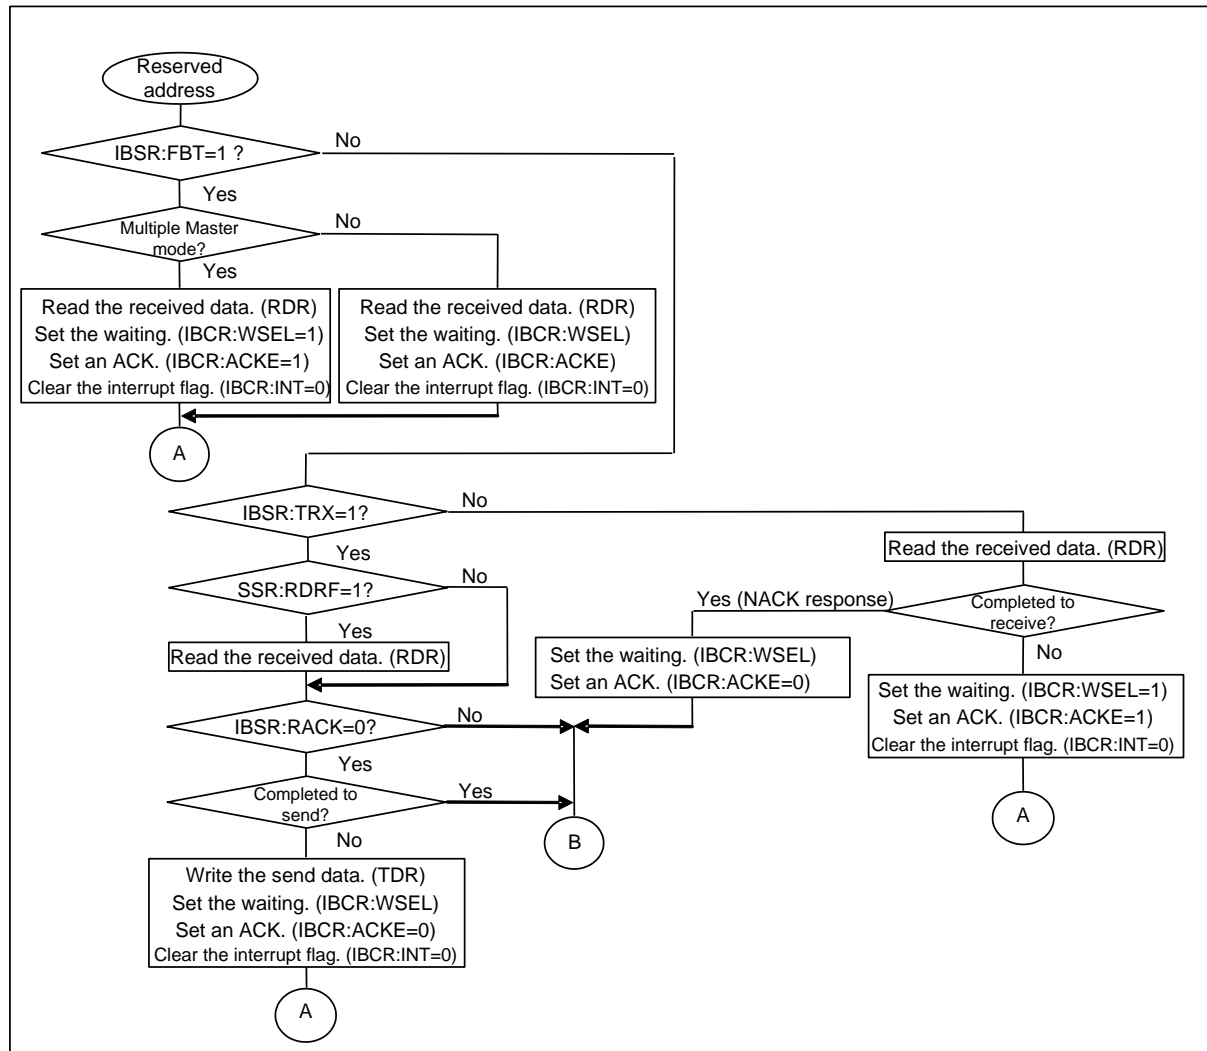 Reserved
address
IBSR:FBT=1 ?
No
Yes
Multiple Master
mode?
No
Yes
Read the received data. (RDR)
Set the waiting. (IBCR:WSEL=1)
Set an ACK. (IBCR:ACKE=1)
Clear the interrupt flag. (IBCR:INT=0)
Read the received data. (RDR)
Set the waiting. (IBCR:WSEL)
Set an ACK. (IBCR:ACKE)
Clear the interrupt flag. (IBCR:INT=0)
A
IBSR:TRX=1?
No
Yes
Read the received data. (RDR)
SSR:RDRF=1?
No
Yes
Yes (NACK response)
Completed to
receive?
No
Read the received data. (RDR)
Set the waiting. (IBCR:WSEL)
Set an ACK. (IBCR:ACKE=0)
Set the waiting. (IBCR:WSEL=1)
Set an ACK. (IBCR:ACKE=1)
Clear the interrupt flag. (IBCR:INT=0)
IBSR:RACK=0?
No
Yes
Completed to
send?
Yes
No
B
A
Write the send data. (TDR)
Set the waiting. (IBCR:WSEL)
Set an ACK. (IBCR:ACKE=0)
Clear the interrupt flag. (IBCR:INT=0)
A